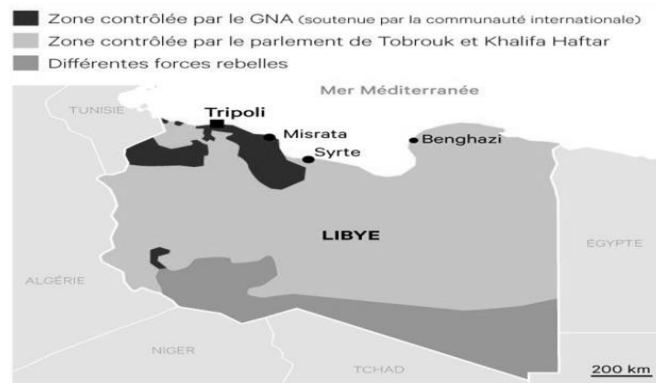 Zone contrôlée par le GNA (soutenue par la communauté internationale)
Zone contrôlée par le parlement de Tobrouk et Khalifa Haftar
Différentes forces rebelles
Mer Méditerranée
TUNISIE
Tripoli
Misrata
Syrte
Benghazi
LIBYE
ÉGYPTE
ALGÉRIE
NIGER
TCHAD
200 km